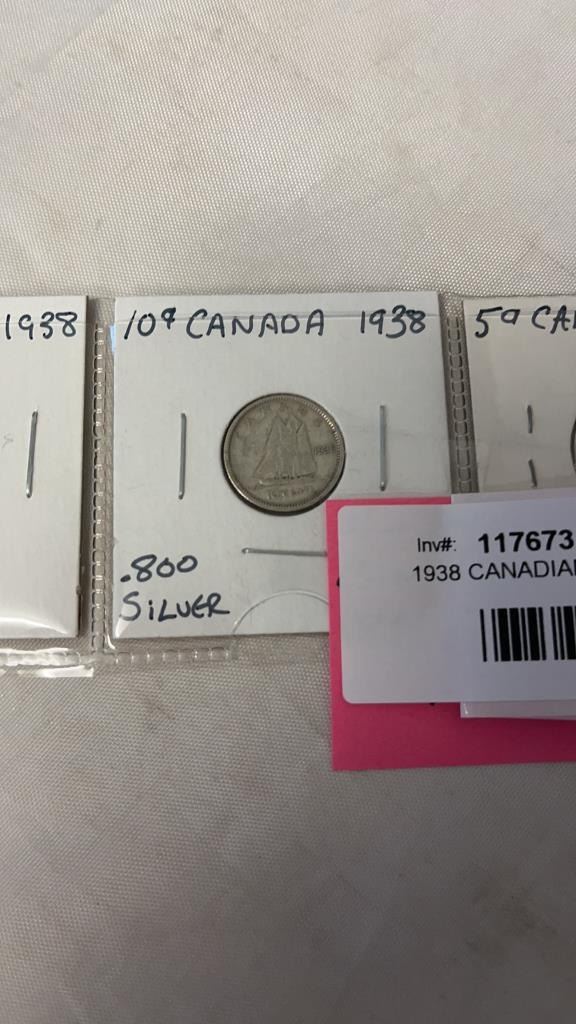 1938
10¢ CANADA 1938
5¢ CA
.800
SILVER
Inv#: 117673
1938 CANADIA